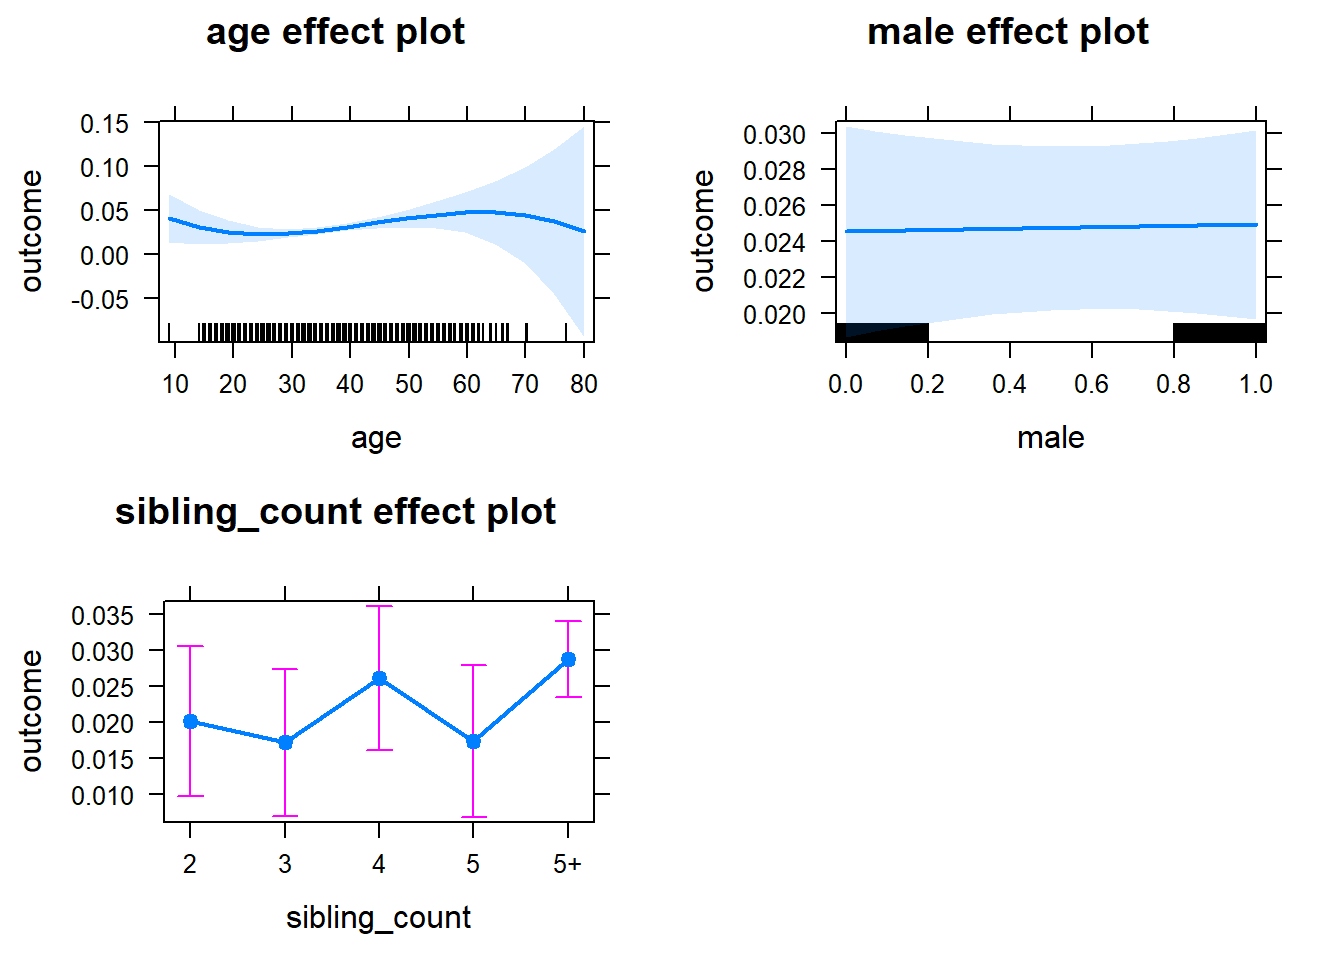 age effect plot
outcome
0.15
0.10
0.05
0.00
-0.05
10 20 30 40 50 60 70 80
age
male effect plot
outcome
0.030
0.028
0.026
0.024
0.022
0.020
0.0 0.2 0.4 0.6 0.8 1.0
male
sibling_count effect plot
outcome
0.035
0.030
0.025
0.020
0.015
0.010
2 3 4 5 5+
sibling_count